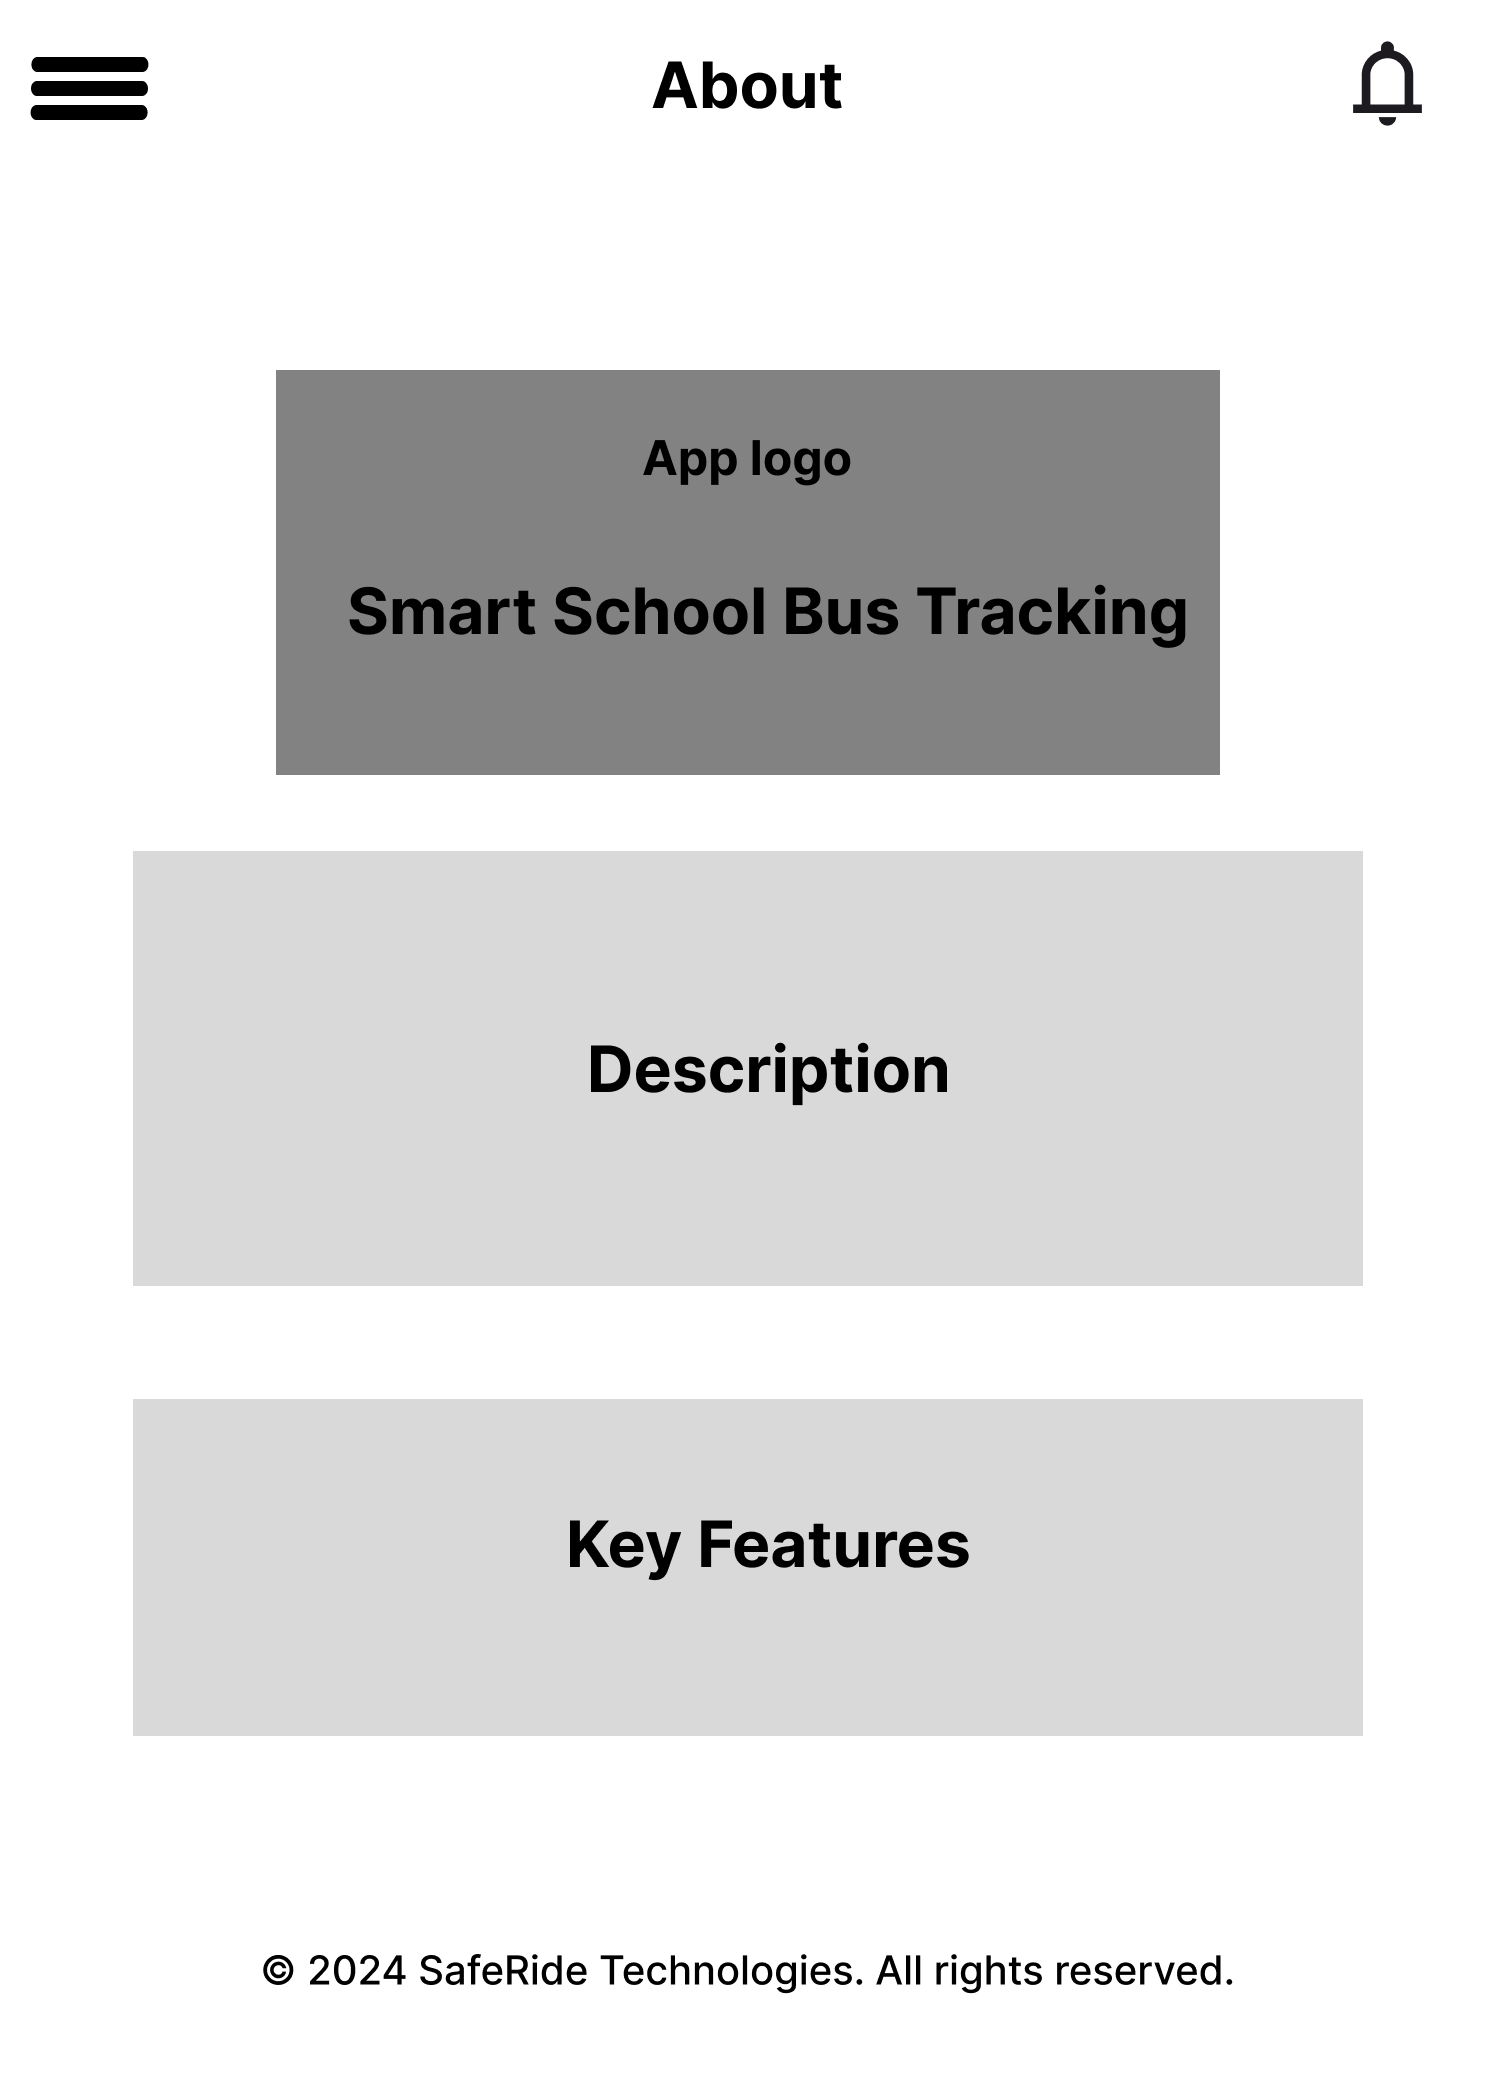 About
App logo
Smart School Bus Tracking
Description
Key Features
© 2024 SafeRide Technologies. All rights reserved.